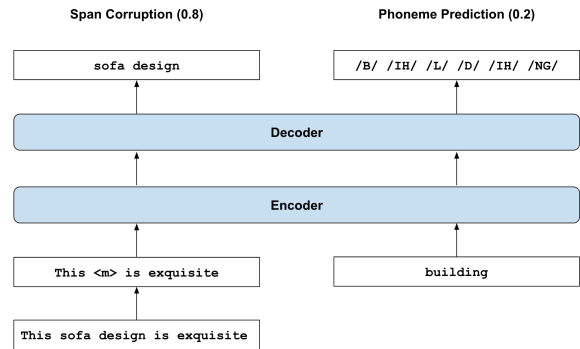 Span Corruption (0.8)
Phoneme Prediction (0.2)
sofa design
/B/ /IH/ /L/ /D/ /IH/ /NG/
Decoder
Encoder
This <m> is exquisite
building
This sofa design is exquisite